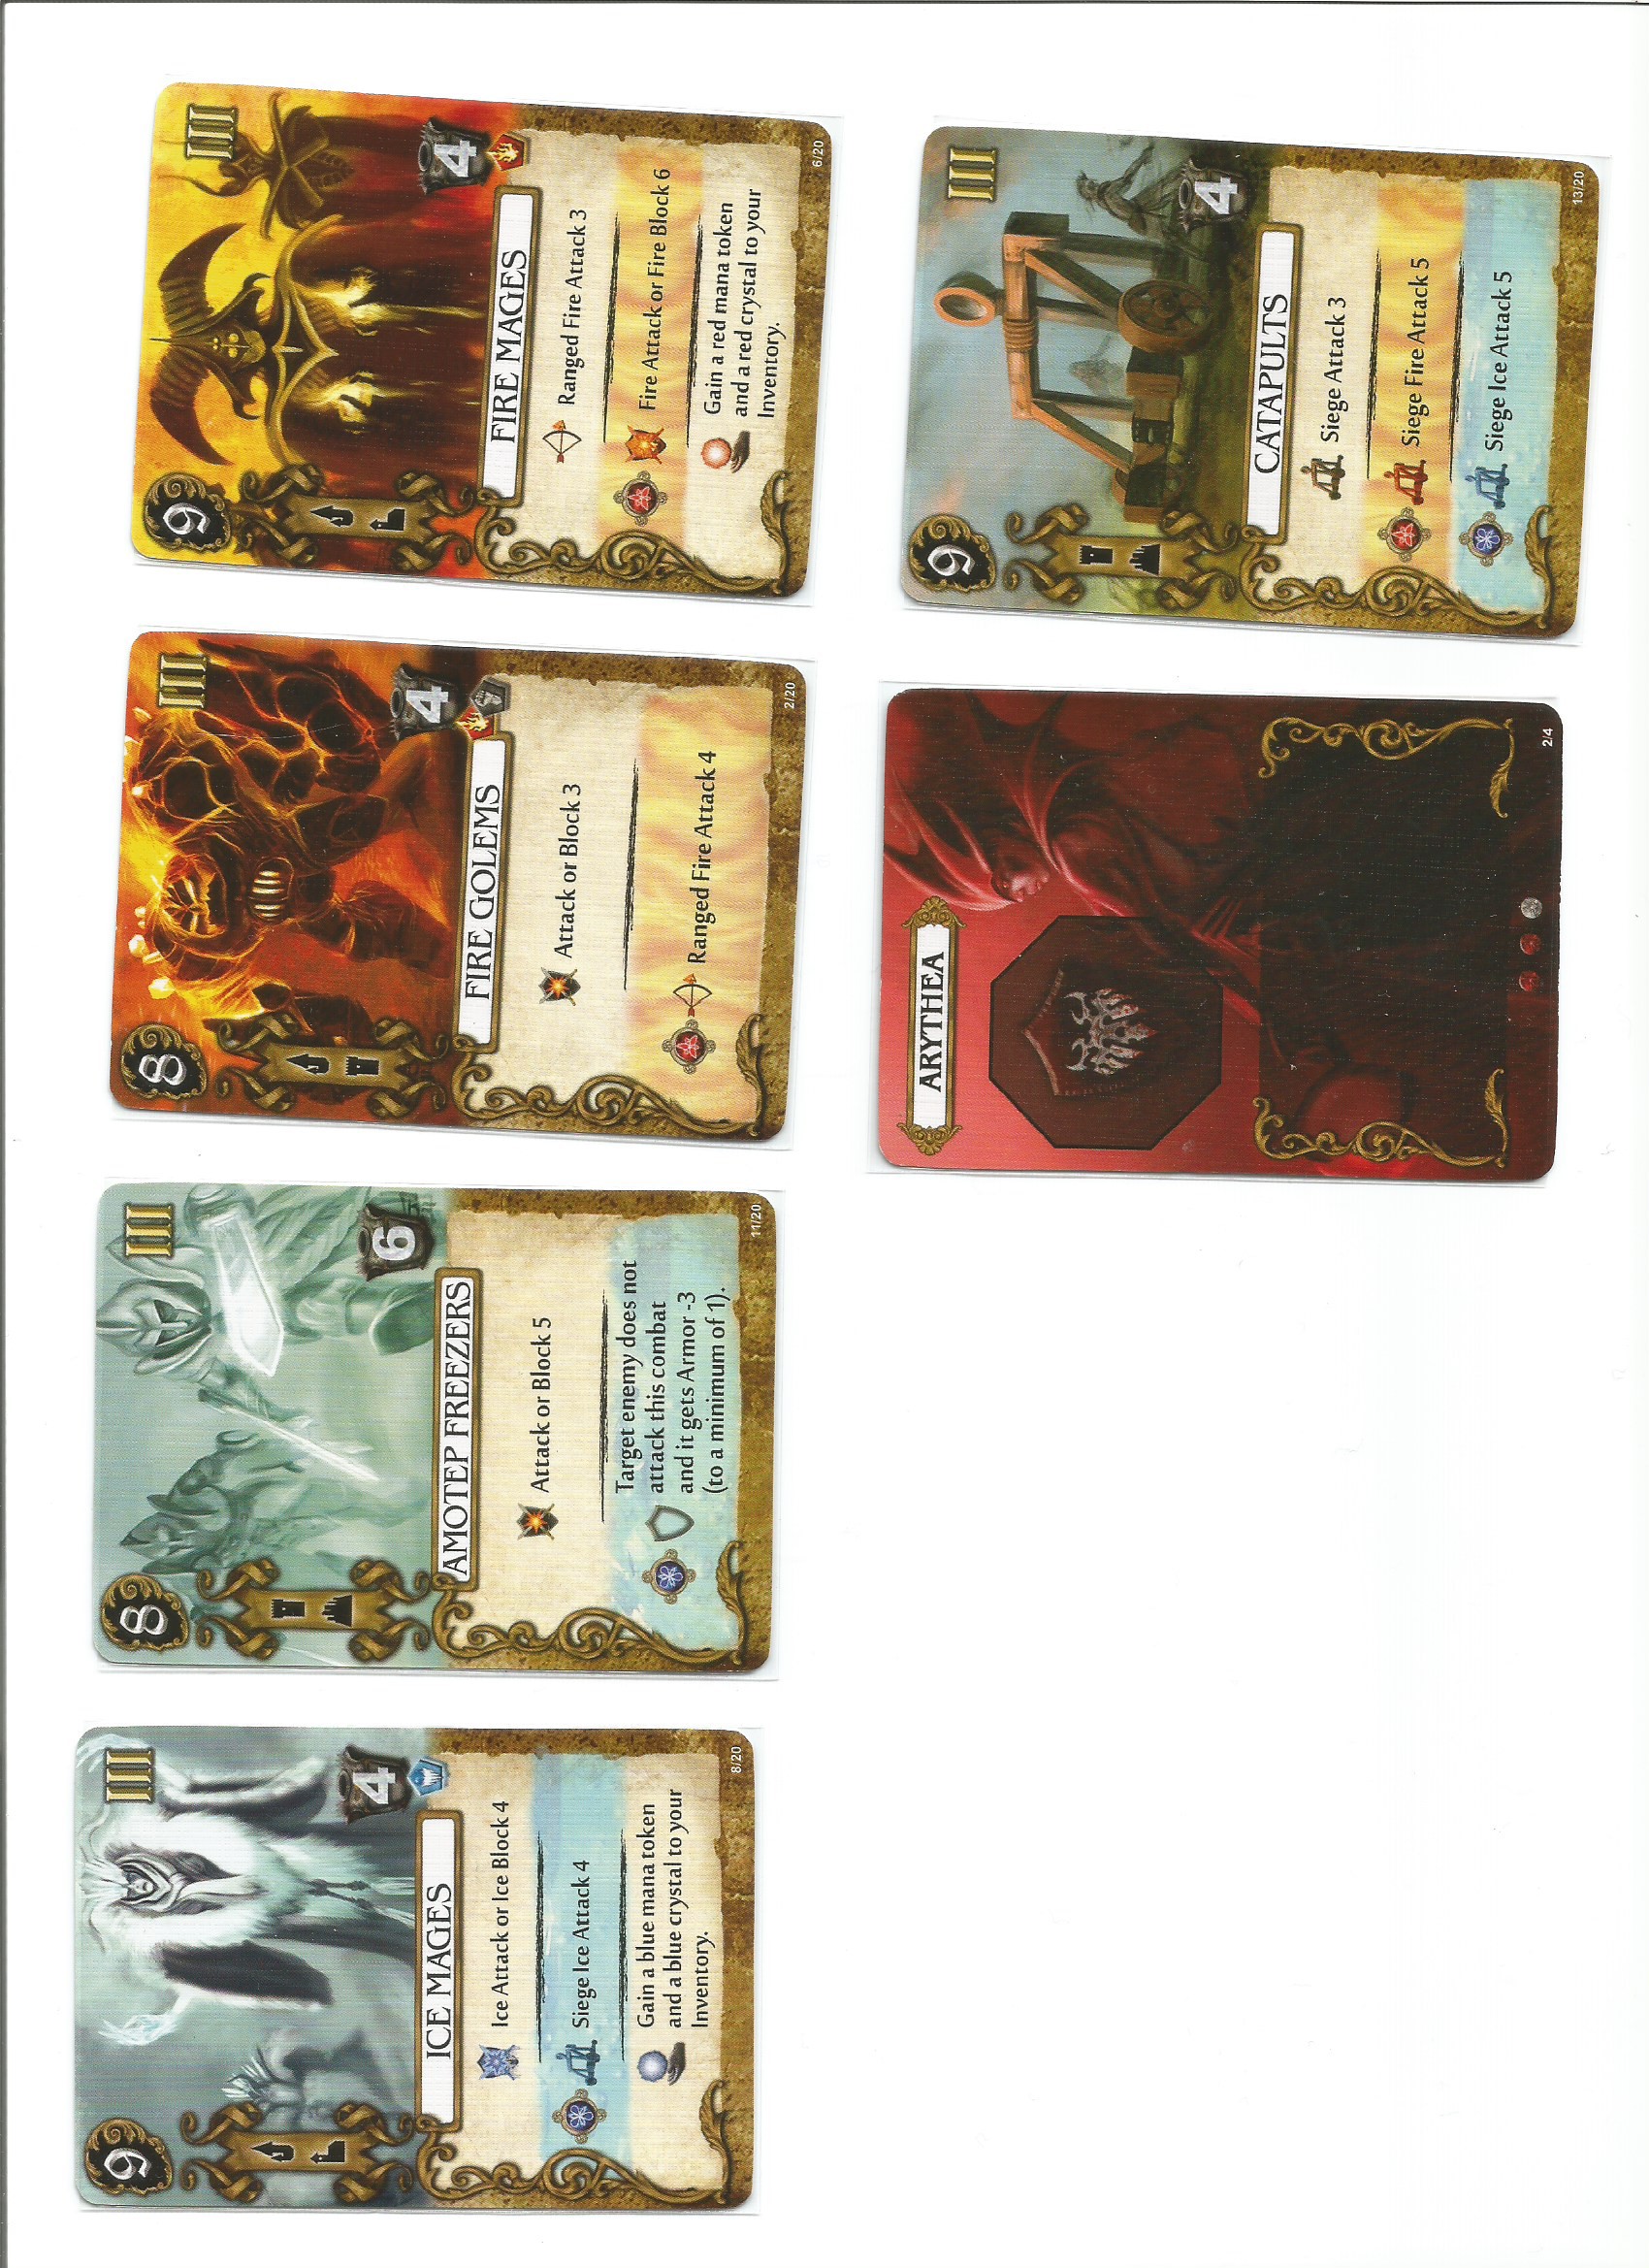 9
III
4
ICE MAGES
Ice Attack or Ice Block 4
Siege Ice Attack 4
Gain a blue mana token
and a blue crystal to your
Inventory.
8/20
8
III
6
AMOTEP FREEZERS
Attack or Block 5
Target enemy does not
attack this combat
and it gets Armor -3
(to a minimum of 1).
11/20
8
III
4
FIRE GOLEMS
Attack or Block 3
Ranged Fire Attack 4
2/20
9
III
4
FIRE MAGES
Ranged Fire Attack 3
Fire Attack or Fire Block 6
Gain a red mana token
and a red crystal to your
Inventory.
6/20
ARYTHEA
2/4
9
III
4
CATAPULTS
Siege Attack 3
Siege Fire Attack 5
Siege Ice Attack 5
13/20